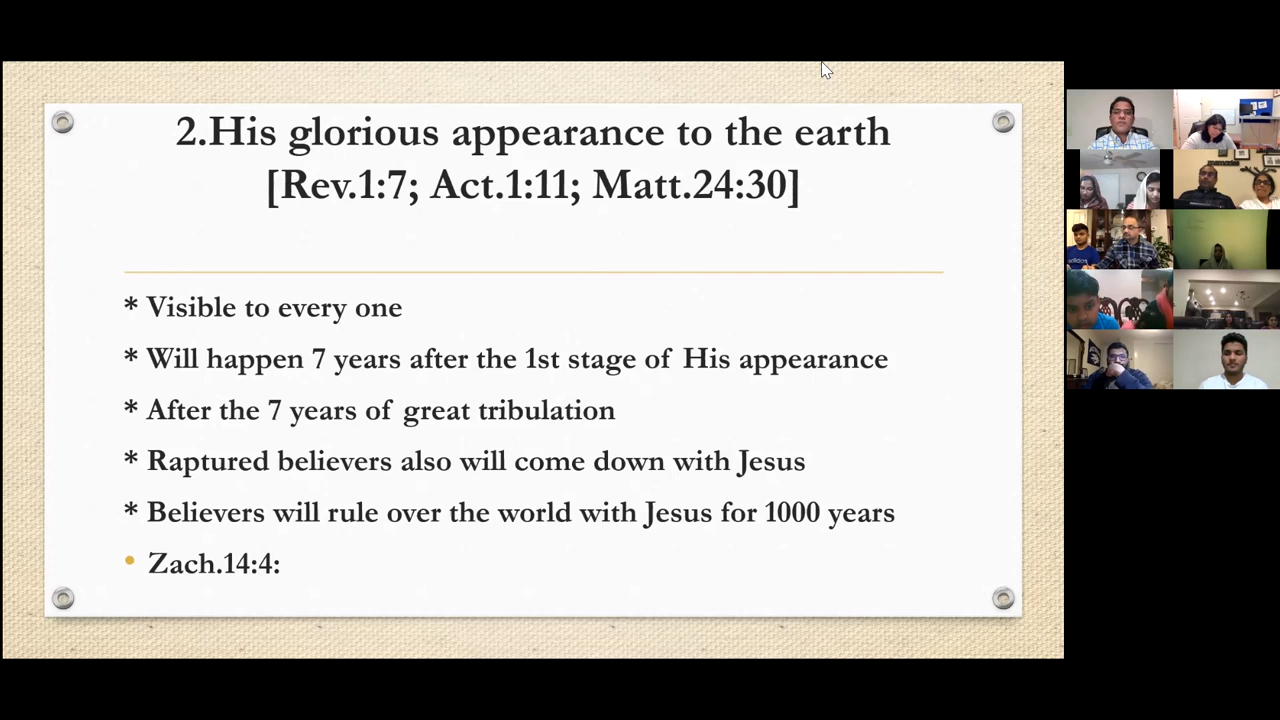 2.His glorious appearance to the earth
[Rev.1:7; Act.1:11; Matt.24:30]
* Visible to every one
* Will happen 7 years after the 1st stage of His appearance
* After the 7 years of great tribulation
* Raptured believers also will come down with Jesus
* Believers will rule over the world with Jesus for 1000 years
• Zach.14:4: